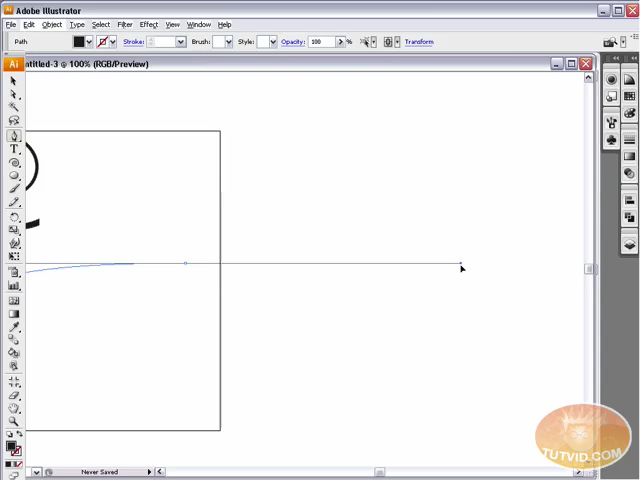 Adobe Illustrator
File Edit Object Type Select Filter Effect View Window Help
Path Stroke: Brush: Style: Opacity: 100 % Transform
Ai ntitled-3 @ 100% (RGB/Preview)
T
Never Saved
TUTVID.COM